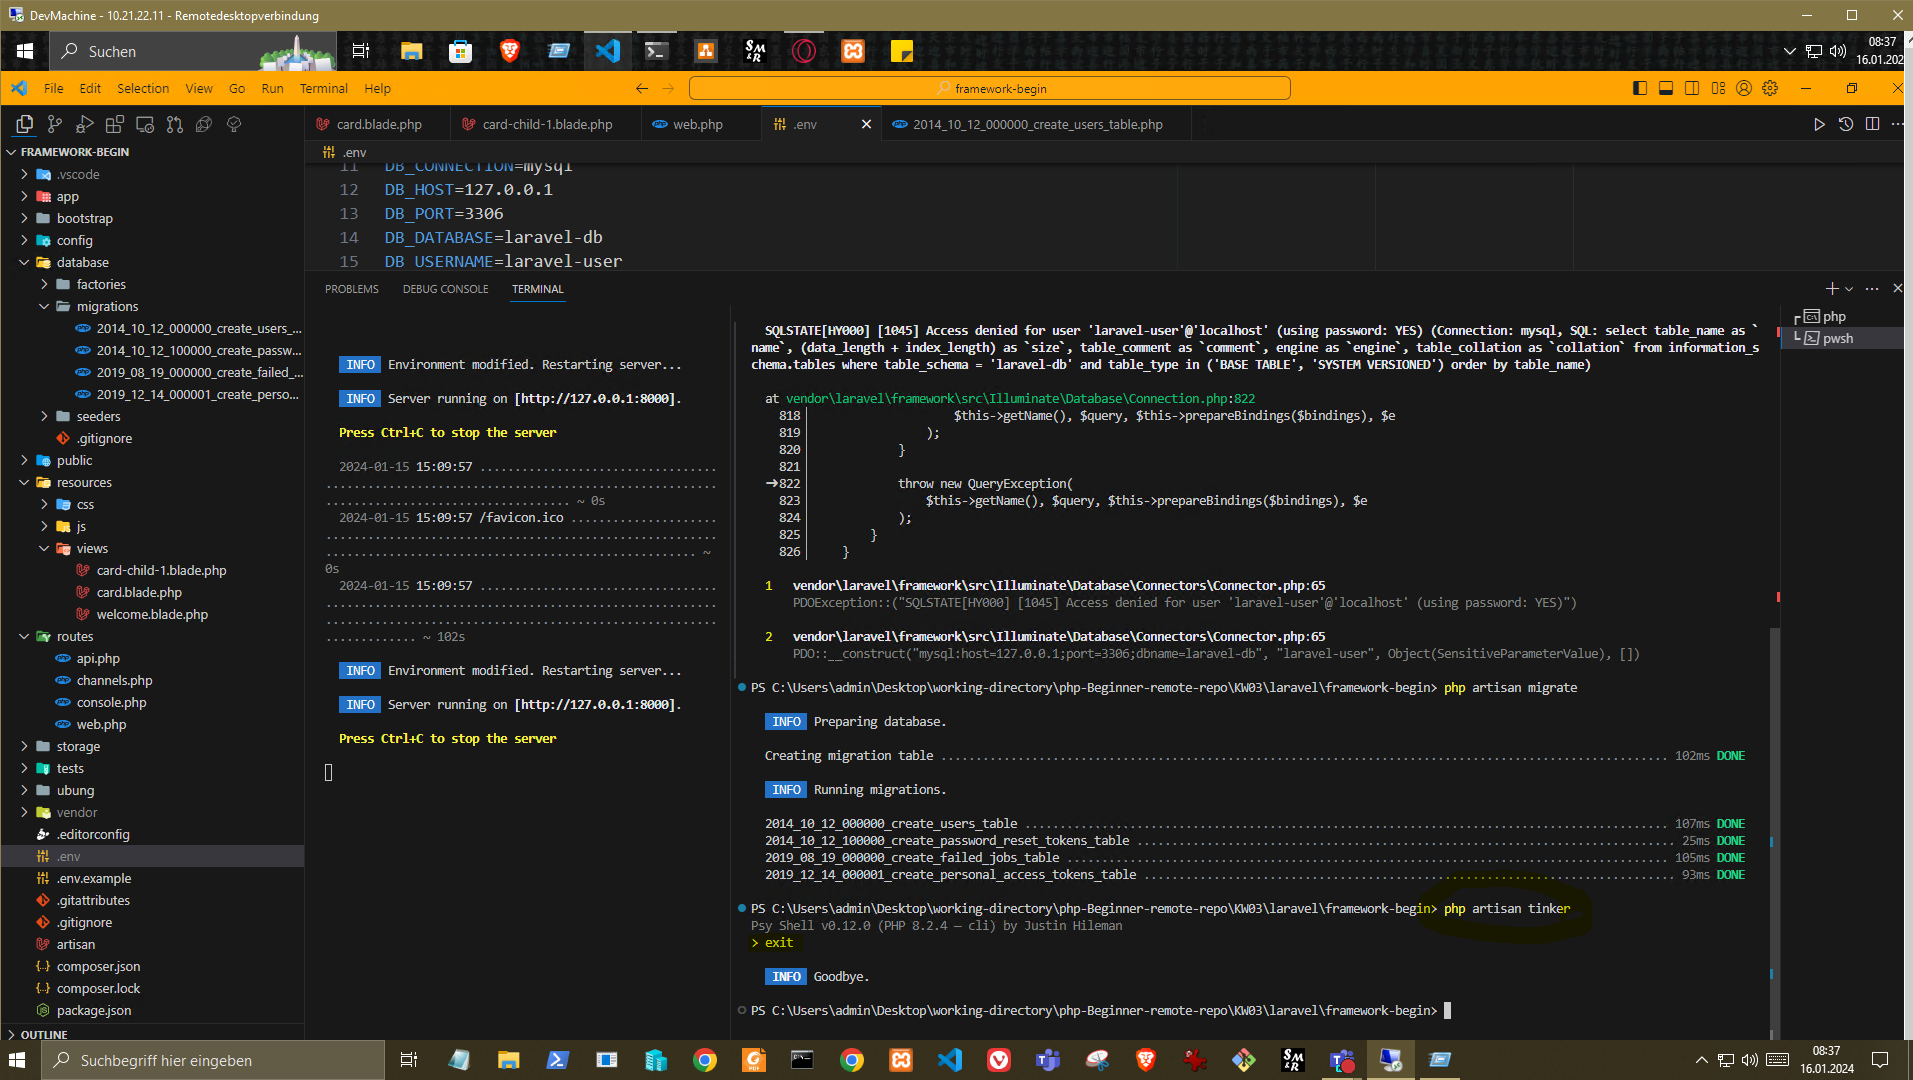 DevMachine - 10.21.22.11 - Remotedesktopverbindung
Suchen
08:37
16.01.202
File Edit Selection View Go Run Terminal Help
framework-begin
card.blade.php
card-child-1.blade.php
web.php
.env
2014_10_12_000000_create_users_table.php
FRAMEWORK-BEGIN
.vscode
app
bootstrap
config
database
factories
migrations
2014_10_12_000000_create_users_...
2014_10_12_100000_create_passw...
2019_08_19_000000_create_failed_...
2019_12_14_000001_create_perso...
seeders
.gitignore
public
resources
css
js
views
card-child-1.blade.php
card.blade.php
welcome.blade.php
routes
api.php
channels.php
console.php
web.php
storage
tests
ubung
vendor
.editorconfig
.env
.env.example
.gitattributes
.gitignore
artisan
composer.json
composer.lock
package.json
OUTLINE
.env
11 DB_CONNECTION=mysql
12 DB_HOST=127.0.0.1
13 DB_PORT=3306
14 DB_DATABASE=laravel-db
15 DB_USERNAME=laravel-user
PROBLEMS DEBUG CONSOLE TERMINAL
INFO Environment modified. Restarting server...
INFO Server running on [http://127.0.0.1:8000].
Press Ctrl+C to stop the server
2024-01-15 15:09:57 ..................................
........................................................
................................... ~ 0s
2024-01-15 15:09:57 /favicon.ico .....................
........................................................
..................................................... ~
0s
2024-01-15 15:09:57 ..................................
........................................................
........................................................
............. ~ 102s
INFO Environment modified. Restarting server...
INFO Server running on [http://127.0.0.1:8000].
Press Ctrl+C to stop the server
SQLSTATE[HY000] [1045] Access denied for user 'laravel-user'@'localhost' (using password: YES) (Connection: mysql, SQL: select table_name as `
name`, (data_length + index_length) as `size`, table_comment as `comment`, engine as `engine`, table_collation as `collation` from information_s
chema.tables where table_schema = 'laravel-db' and table_type in ('BASE TABLE', 'SYSTEM VERSIONED') order by table_name)
at vendor\laravel\framework\src\Illuminate\Database\Connection.php:822
818 $this->getName(), $query, $this->prepareBindings($bindings), $e
819 );
820 }
821
➜822 throw new QueryException(
823 $this->getName(), $query, $this->prepareBindings($bindings), $e
824 );
825 }
826 }
1 vendor\laravel\framework\src\Illuminate\Database\Connectors\Connector.php:65
PDOException::("SQLSTATE[HY000] [1045] Access denied for user 'laravel-user'@'localhost' (using password: YES)")
2 vendor\laravel\framework\src\Illuminate\Database\Connectors\Connector.php:65
PDO::__construct("mysql:host=127.0.0.1;port=3306;dbname=laravel-db", "laravel-user", Object(SensitiveParameterValue), [])
PS C:\Users\admin\Desktop\working-directory\php-Beginner-remote-repo\KW03\laravel\framework-begin> php artisan migrate
INFO Preparing database.
Creating migration table ........................................ 102ms DONE
INFO Running migrations.
2014_10_12_000000_create_users_table ........................................ 107ms DONE
2014_10_12_100000_create_password_reset_tokens_table ........................................ 25ms DONE
2019_08_19_000000_create_failed_jobs_table ........................................ 105ms DONE
2019_12_14_000001_create_personal_access_tokens_table ........................................ 93ms DONE
PS C:\Users\admin\Desktop\working-directory\php-Beginner-remote-repo\KW03\laravel\framework-begin> php artisan tinker
Psy Shell v0.12.0 (PHP 8.2.4 — cli) by Justin Hileman
> exit
INFO Goodbye.
PS C:\Users\admin\Desktop\working-directory\php-Beginner-remote-repo\KW03\laravel\framework-begin>
php
pwsh
Suchbegriff hier eingeben
08:37
16.01.2024